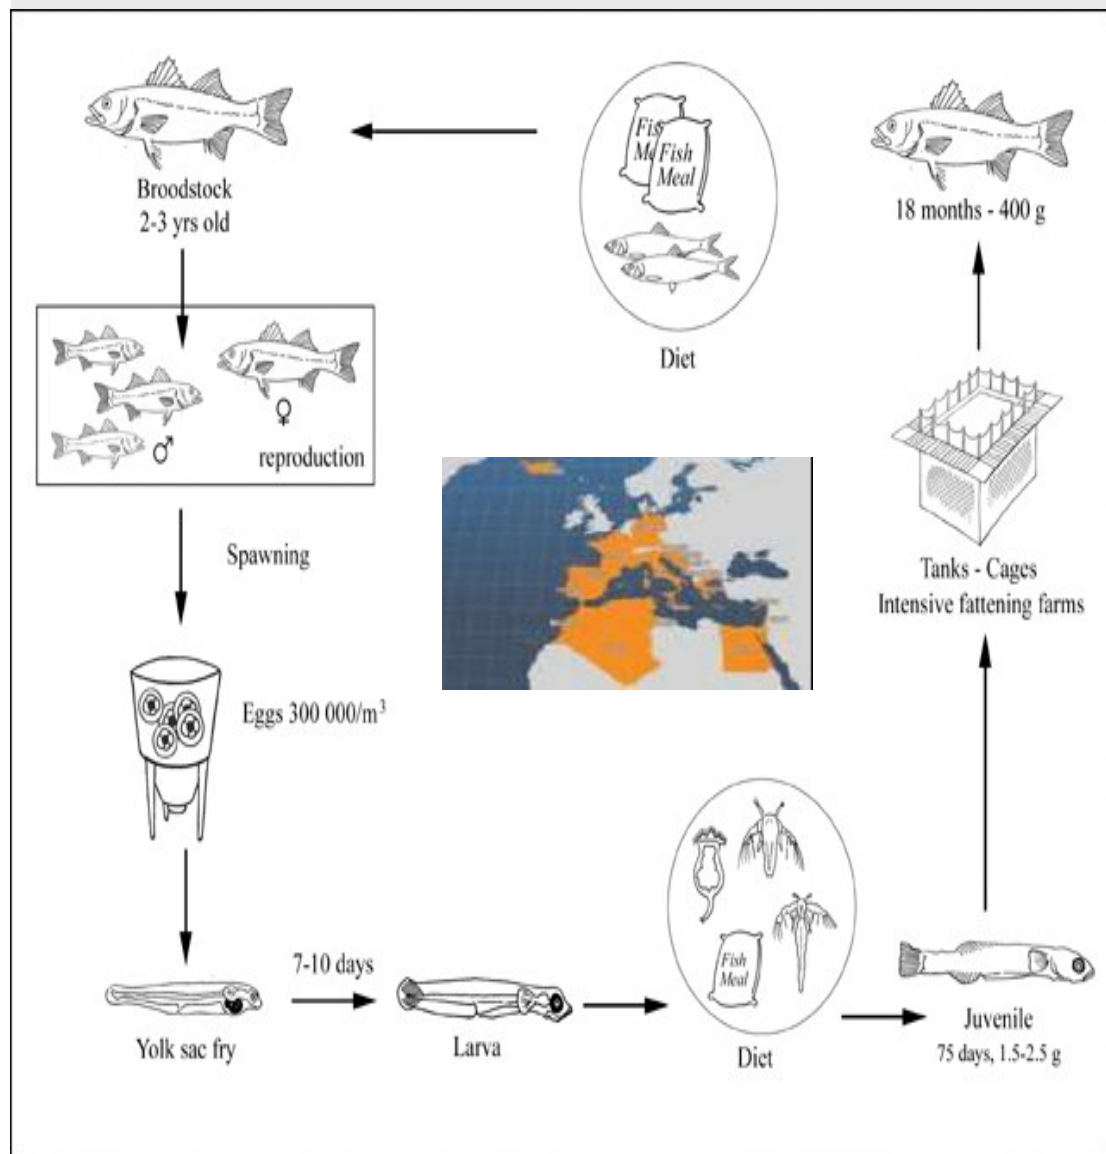 Broodstock
2-3 yrs old
Fish
Meal
Diet
18 months - 400 g
♀
♂
reproduction
Spawning
Tanks - Cages
Intensive fattening farms
Eggs 300 000/m³
7-10 days
Yolk sac fry
Larva
Fish
Meal
Diet
Juvenile
75 days, 1.5-2.5 g